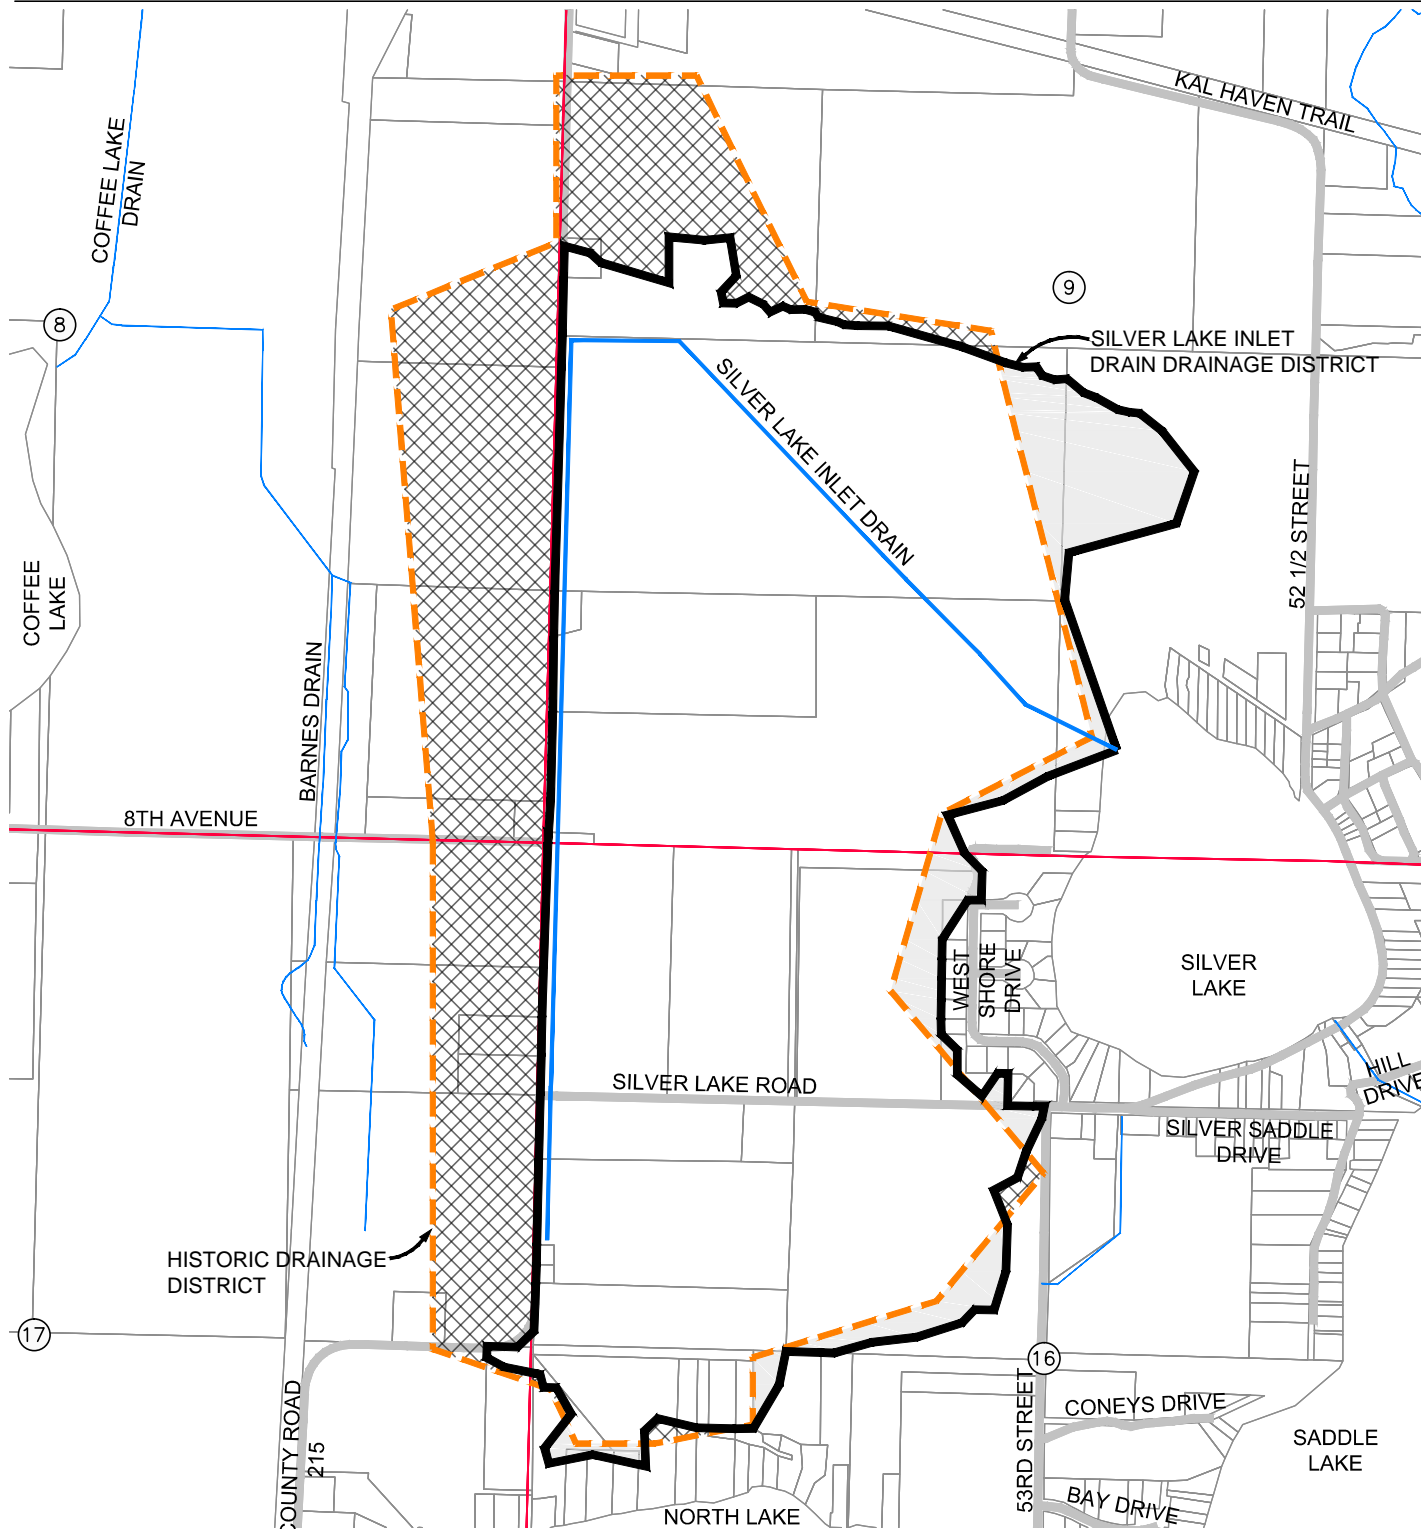 KAL HAVEN TRAIL
COFFEE LAKE
DRAIN
9
8
SILVER LAKE INLET
DRAIN DRAINAGE DISTRICT
SILVER LAKE INLET DRAIN
52 1/2 STREET
COFFEE
LAKE
BARNES DRAIN
8TH AVENUE
WEST
SHORE
DRIVE
SILVER
LAKE
SILVER LAKE ROAD
HILL
DRIVE
SILVER SADDLE
DRIVE
HISTORIC DRAINAGE
DISTRICT
17
16
COUNTY ROAD
215
53RD STREET
CONEYS DRIVE
SADDLE
LAKE
BAY DRIVE
NORTH LAKE